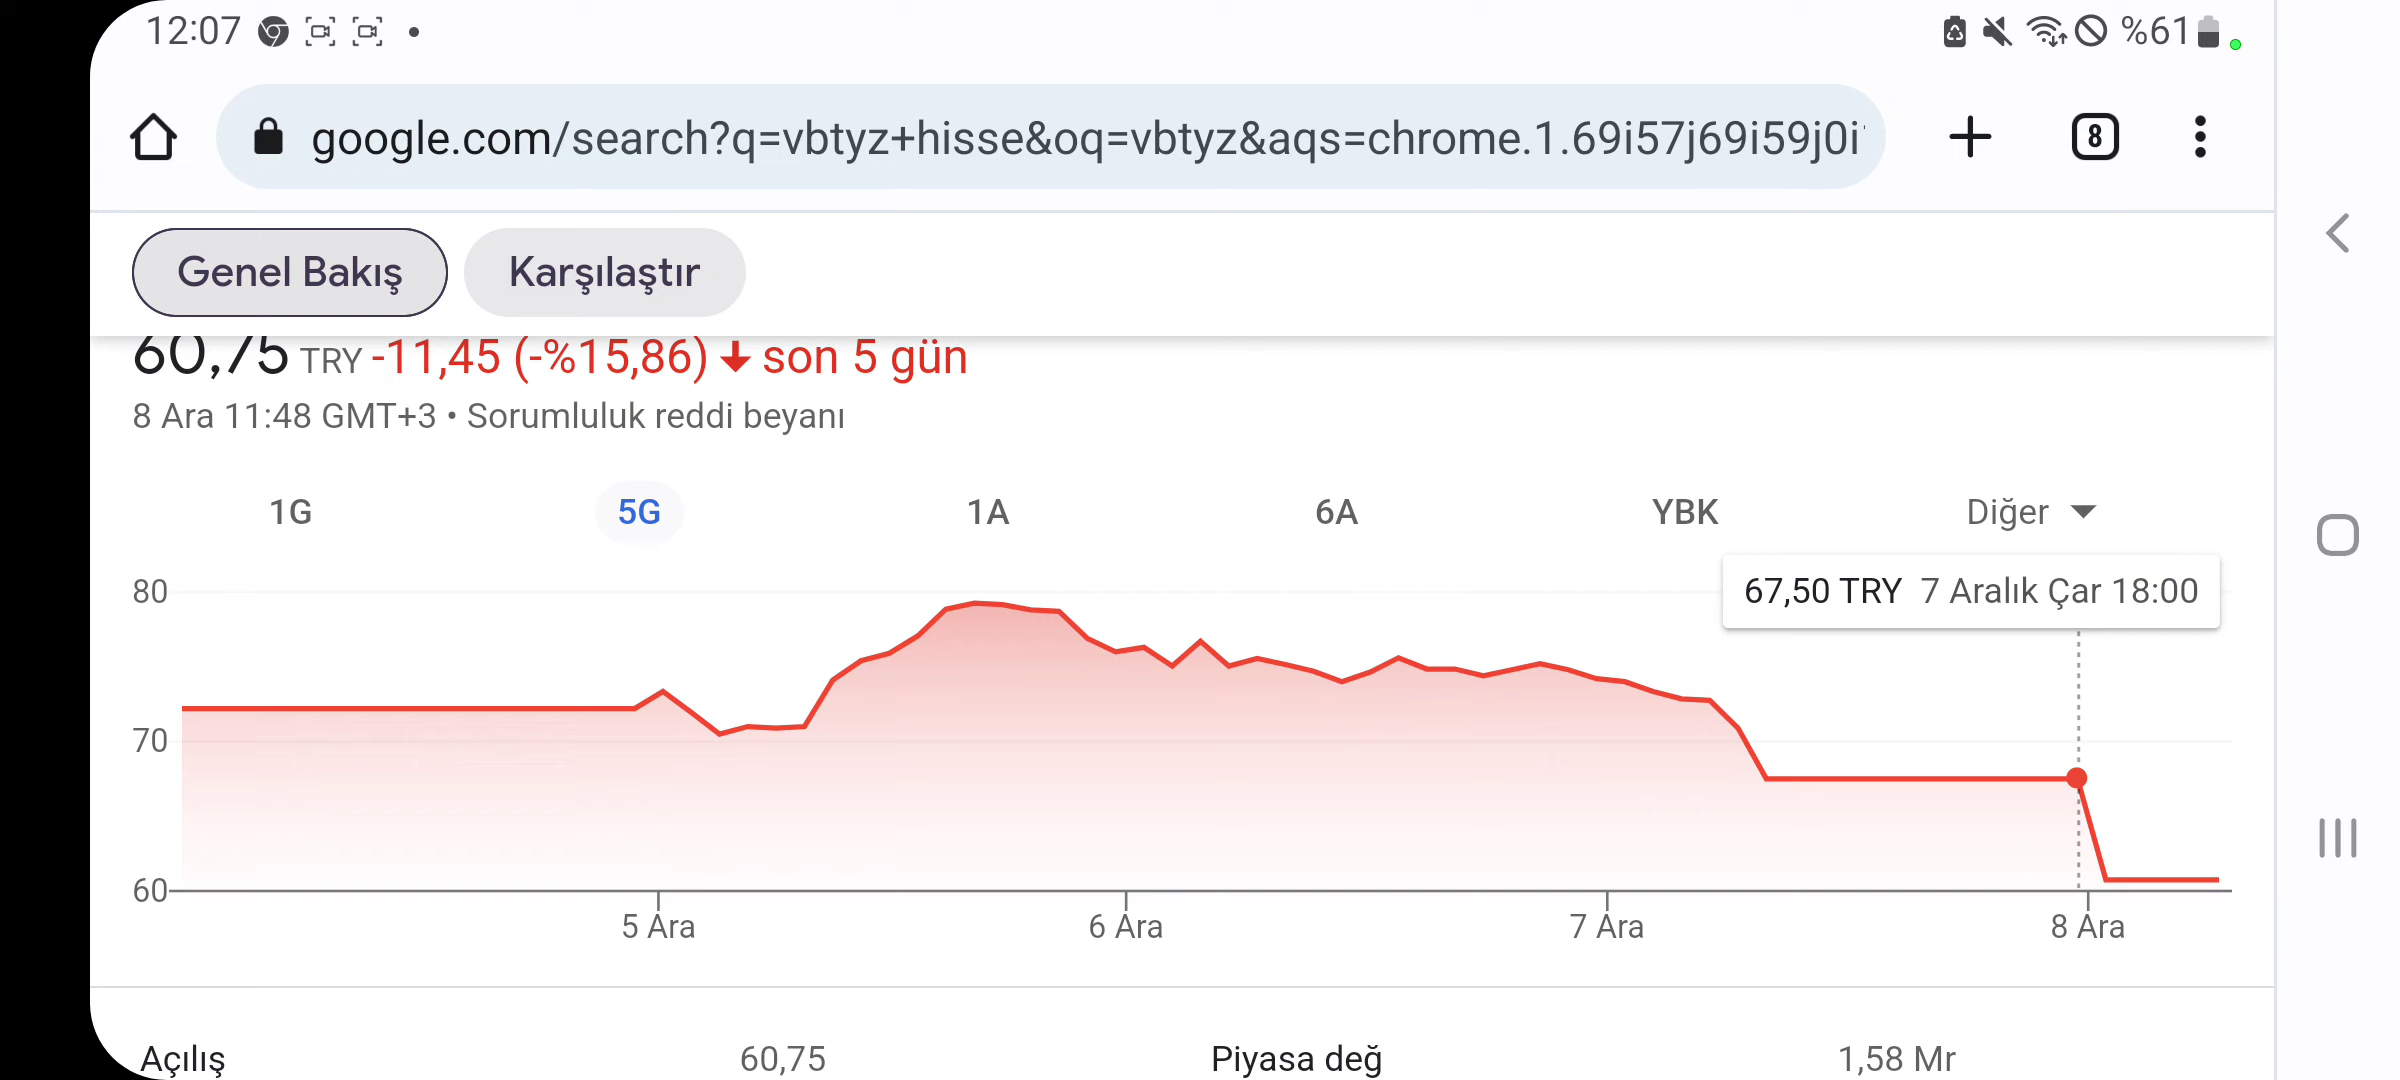 12:07
%61
google.com/search?q=vbtyz+hisse&oq=vbtyz&aqs=chrome.1.69i57j69i59j0i
8
Genel Bakış
Karşılaştır
60,75 TRY -11,45 (-%15,86) ↓ son 5 gün
8 Ara 11:48 GMT+3 • Sorumluluk reddi beyanı
1G
5G
1A
6A
YBK
Diğer
67,50 TRY 7 Aralık Çar 18:00
80
70
60
5 Ara
6 Ara
7 Ara
8 Ara
Açılış
60,75
Piyasa değ
1,58 Mr